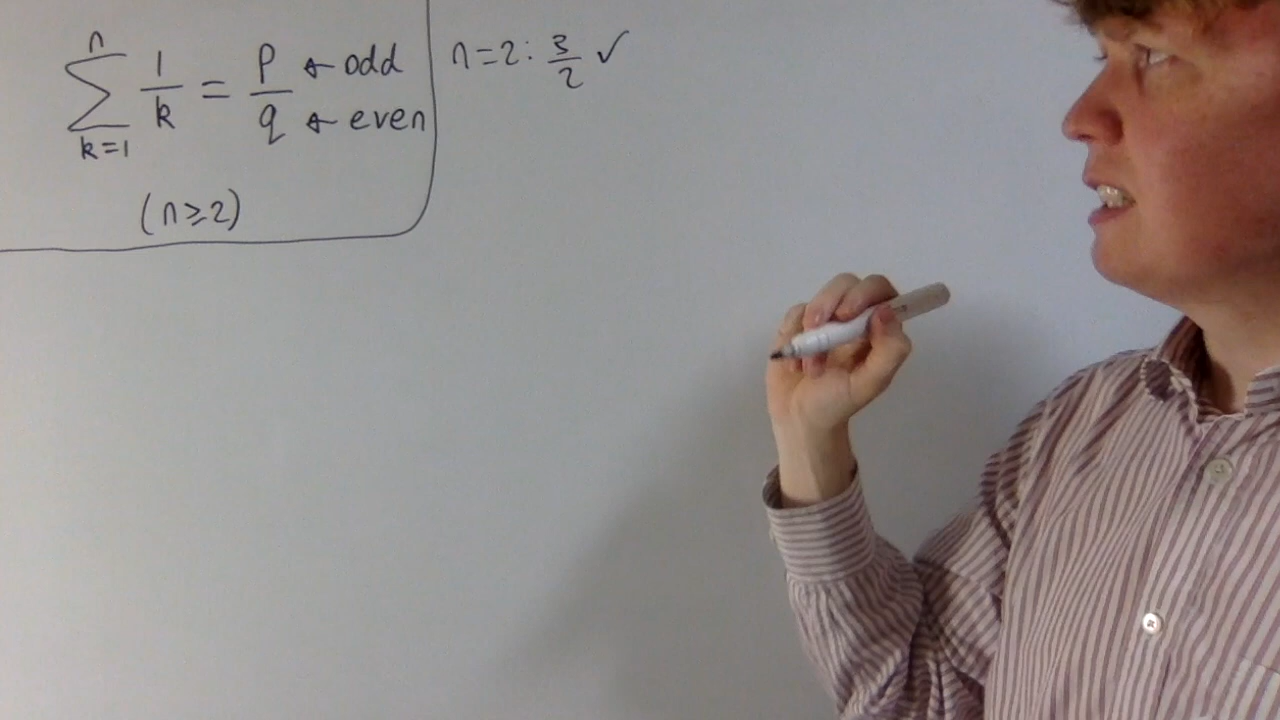 n
∑ 1/k = p/q ← odd ← even
k=1
(n≥2)
n=2: 3/2 ✓